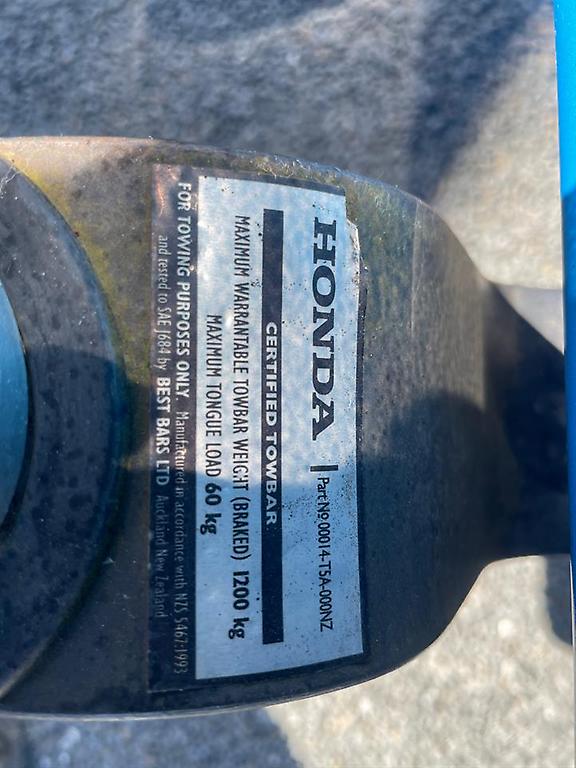 HONDA | Part Nº 00014-T5A-000NZ
CERTIFIED TOWBAR
MAXIMUM WARRANTABLE TOWBAR WEIGHT (BRAKED) 1200 kg
MAXIMUM TONGUE LOAD 60 kg
FOR TOWING PURPOSES ONLY. Manufactured in accordance with NZS 5467:1993
and tested to SAE J684 by BEST BARS LTD Auckland New Zealand